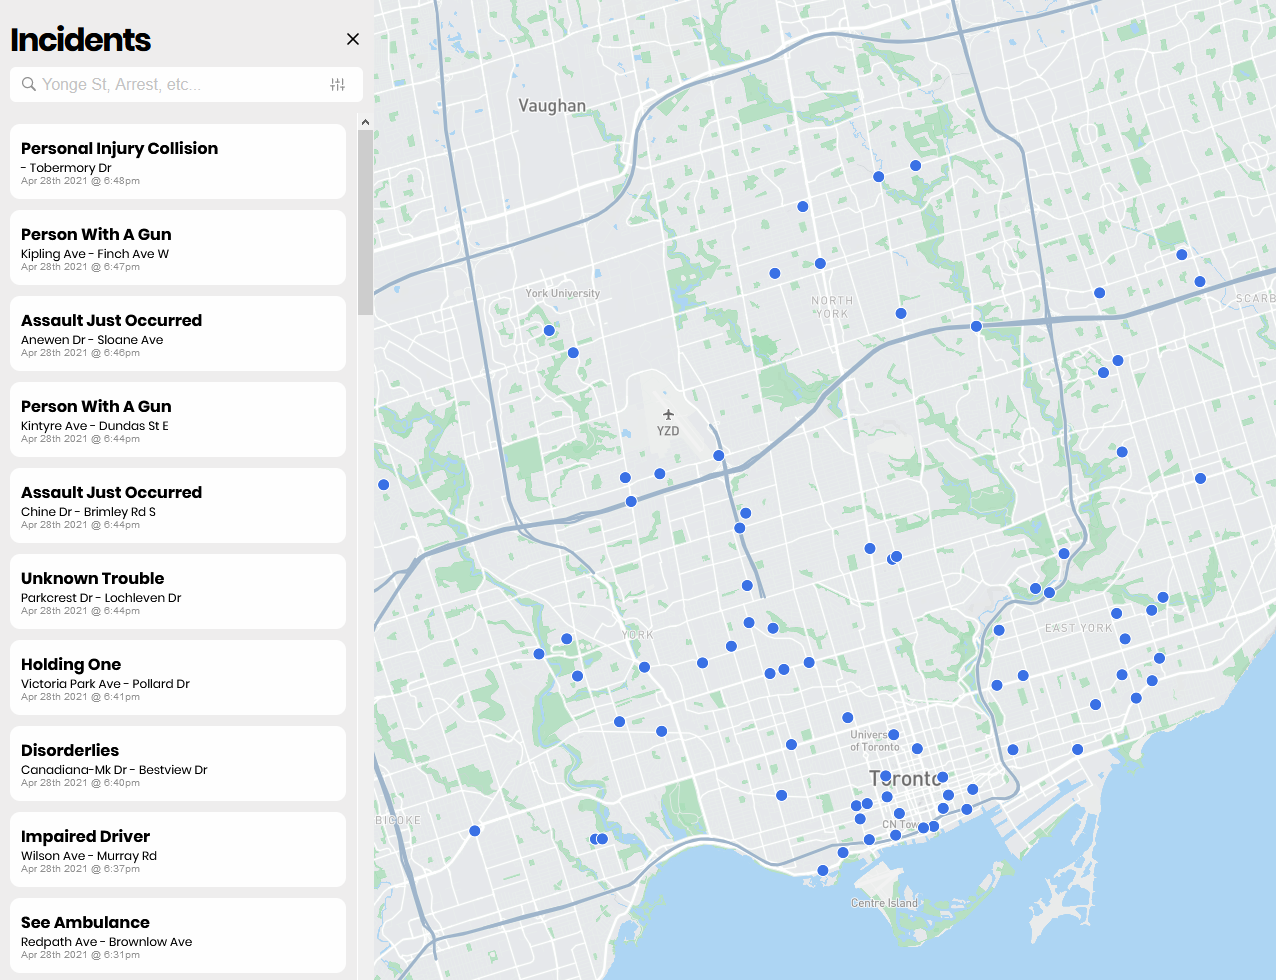 Incidents
Yonge St, Arrest, etc...
Personal Injury Collision
- Tobermory Dr
Apr 28th 2021 @ 6:48pm
Person With A Gun
Kipling Ave - Finch Ave W
Apr 28th 2021 @ 6:47pm
Assault Just Occurred
Anewen Dr - Sloane Ave
Apr 28th 2021 @ 6:46pm
Person With A Gun
Kintyre Ave - Dundas St E
Apr 28th 2021 @ 6:44pm
Assault Just Occurred
Chine Dr - Brimley Rd S
Apr 28th 2021 @ 6:44pm
Unknown Trouble
Parkcrest Dr - Lochleven Dr
Apr 28th 2021 @ 6:44pm
Holding One
Victoria Park Ave - Pollard Dr
Apr 28th 2021 @ 6:41pm
Disorderlies
Canadiana-Mk Dr - Bestview Dr
Apr 28th 2021 @ 6:40pm
Impaired Driver
Wilson Ave - Murray Rd
Apr 28th 2021 @ 6:37pm
See Ambulance
Redpath Ave - Brownlow Ave
Apr 28th 2021 @ 6:31pm
Vaughan
York University
NORTH
YORK
SCARB
YZD
YORK
EAST YORK
Univers
of Toronto
Toronto
BICOKE
CN Tow
Centre Island